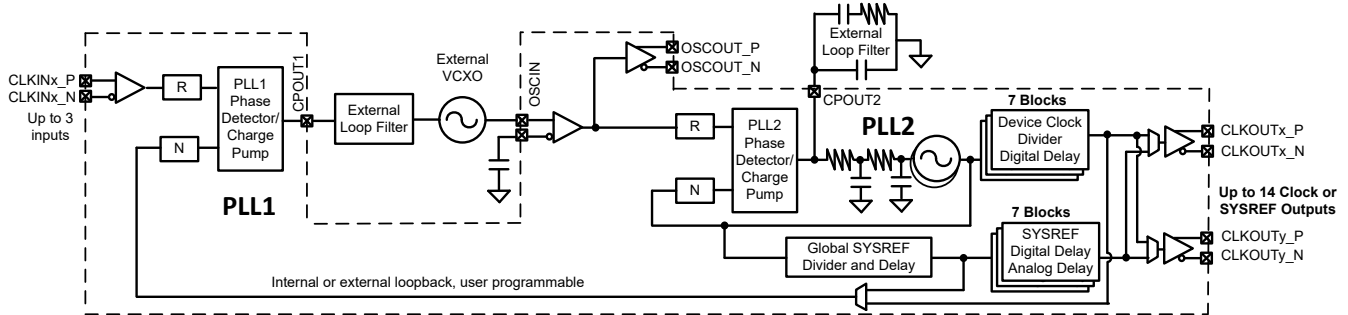 CLKINx_P
CLKINx_N
Up to 3
inputs
R
N
PLL1
Phase
Detector/
Charge
Pump
PLL1
CPOUT1
External
Loop Filter
External
VCXO
OSCIN
OSCOUT_P
OSCOUT_N
R
N
PLL2
Phase
Detector/
Charge
Pump
External
Loop Filter
CPOUT2
PLL2
7 Blocks
Device Clock
Divider
Digital Delay
CLKOUTx_P
CLKOUTx_N
Up to 14 Clock or
SYSREF Outputs
7 Blocks
SYSREF
Digital Delay
Analog Delay
CLKOUTy_P
CLKOUTy_N
Global SYSREF
Divider and Delay
Internal or external loopback, user programmable